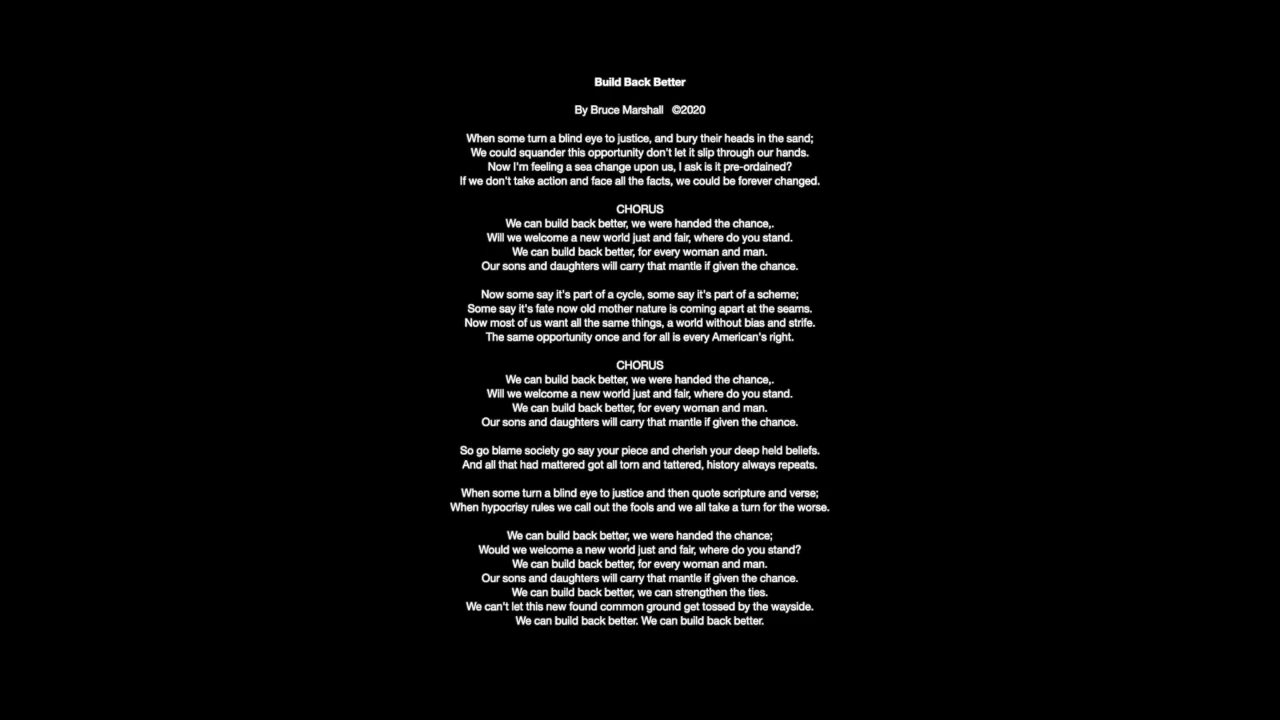 Build Back Better
By Bruce Marshall ©2020
When some turn a blind eye to justice, and bury their heads in the sand;
We could squander this opportunity don't let it slip through our hands.
Now I'm feeling a sea change upon us, I ask is it pre-ordained?
If we don't take action and face all the facts, we could be forever changed.
CHORUS
We can build back better, we were handed the chance,.
Will we welcome a new world just and fair, where do you stand.
We can build back better, for every woman and man.
Our sons and daughters will carry that mantle if given the chance.
Now some say it's part of a cycle, some say it's part of a scheme;
Some say it's fate now old mother nature is coming apart at the seams.
Now most of us want all the same things, a world without bias and strife.
The same opportunity once and for all is every American's right.
CHORUS
We can build back better, we were handed the chance,.
Will we welcome a new world just and fair, where do you stand.
We can build back better, for every woman and man.
Our sons and daughters will carry that mantle if given the chance.
So go blame society go say your piece and cherish your deep held beliefs.
And all that had mattered got all torn and tattered, history always repeats.
When some turn a blind eye to justice and then quote scripture and verse;
When hypocrisy rules we call out the fools and we all take a turn for the worse.
We can build back better, we were handed the chance;
Would we welcome a new world just and fair, where do you stand?
We can build back better, for every woman and man.
Our sons and daughters will carry that mantle if given the chance.
We can build back better, we can strengthen the ties.
We can't let this new found common ground get tossed by the wayside.
We can build back better. We can build back better.